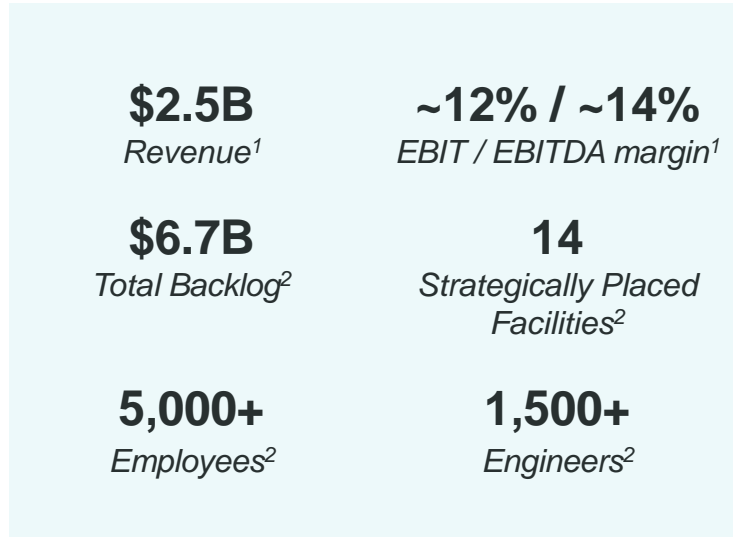 $2.5B
Revenue¹
~12% / ~14%
EBIT / EBITDA margin¹
$6.7B
Total Backlog²
14
Strategically Placed
Facilities²
5,000+
Employees²
1,500+
Engineers²